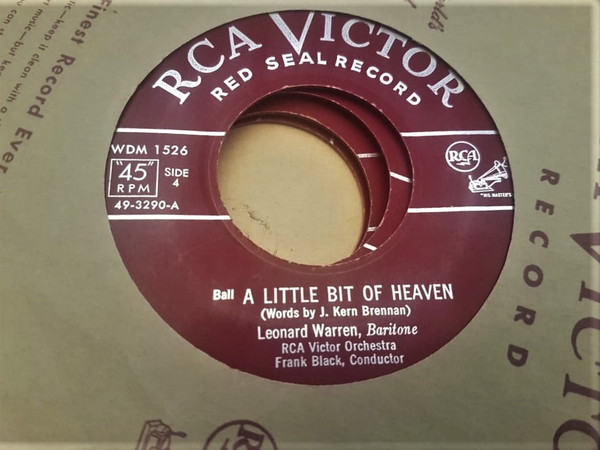 RCA VICTOR
RED SEAL RECORD
WDM 1526
"45"
RPM
SIDE
4
49-3290-A
RCA
"HIS MASTER'S
Ball A LITTLE BIT OF HEAVEN
(Words by J. Kern Brennan)
Leonard Warren, Baritone
RCA Victor Orchestra
Frank Black, Conductor
Finest Record Ever
RECORD